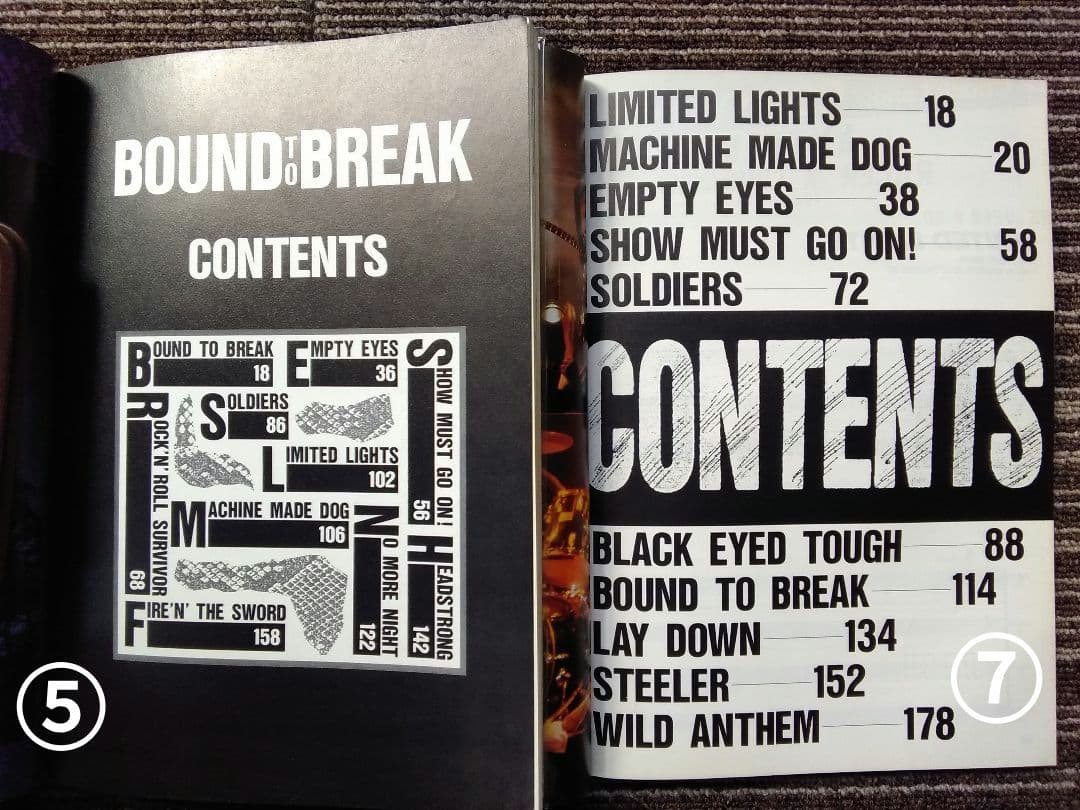 BOUND TO BREAK
CONTENTS
BOUND TO BREAK
18
EMPTY EYES
36
SHOW MUST GO ON!
56
ROCK'N' ROLL SURVIVOR
68
SOLDIERS
86
LIMITED LIGHTS
102
MACHINE MADE DOG
106
NO MORE NIGHT
122
HEADSTRONG
142
FIRE'N' THE SWORD
158
5
LIMITED LIGHTS 18
MACHINE MADE DOG 20
EMPTY EYES 38
SHOW MUST GO ON! 58
SOLDIERS 72
CONTENTS
BLACK EYED TOUGH 88
BOUND TO BREAK 114
LAY DOWN 134
STEELER 152
WILD ANTHEM 178
7